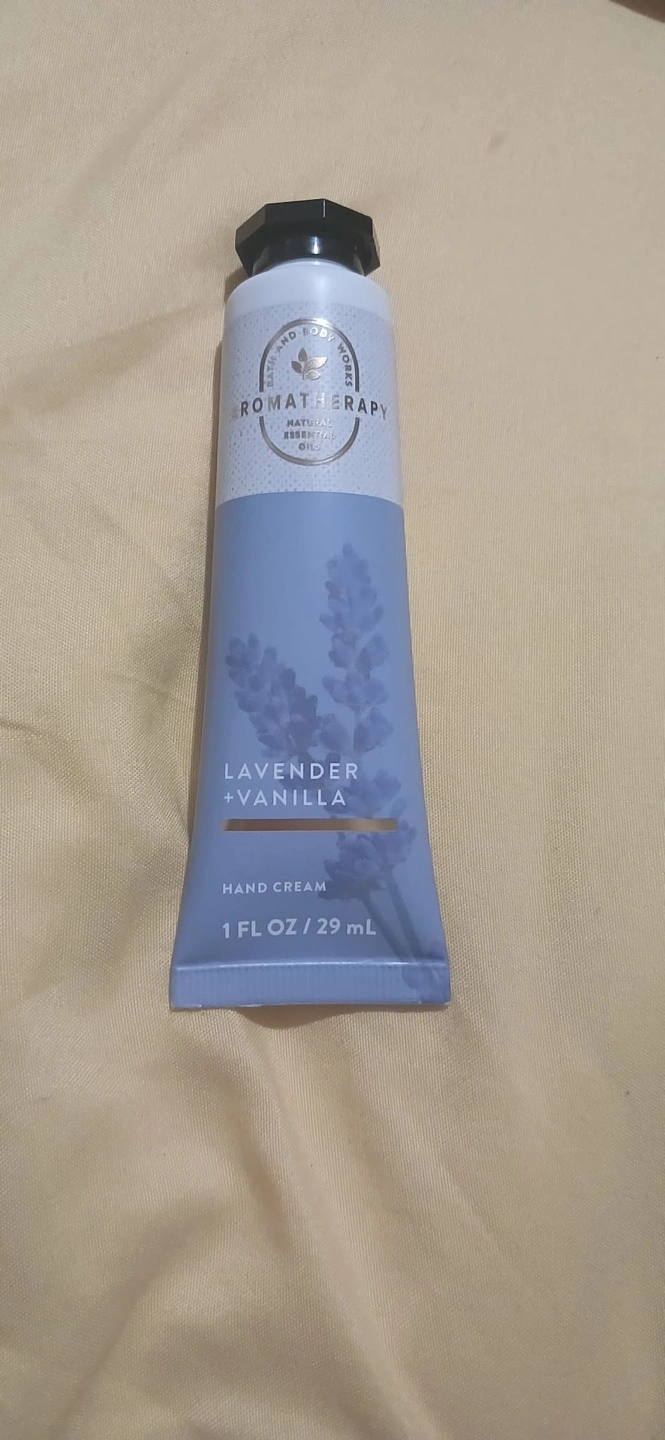 BATH AND BODY WORKS
AROMATHERAPY
NATURAL
ESSENTIAL
OILS
LAVENDER
+VANILLA
HAND CREAM
1 FL OZ / 29 mL